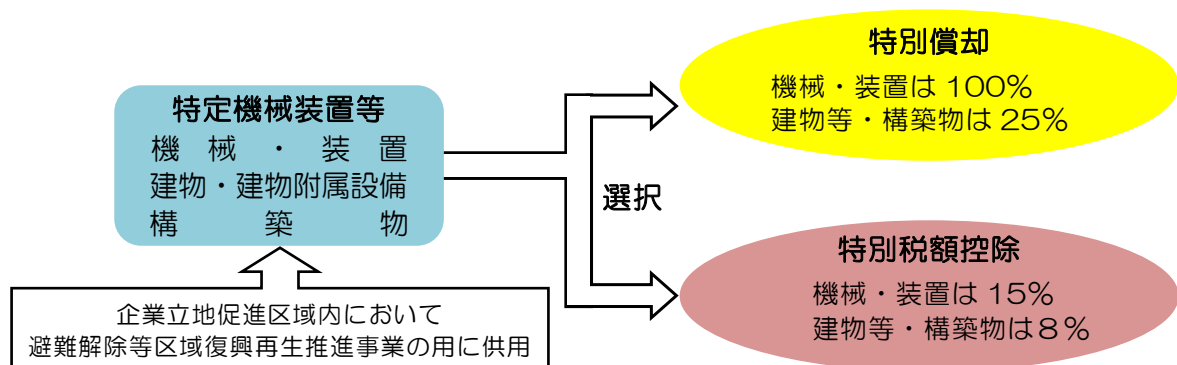 特定機械装置等
機械・装置
建物・建物附属設備
構築物
企業立地促進区域内において
避難解除等区域復興再生推進事業の用に供用
選択
特別償却
機械・装置は 100%
建物等・構築物は 25%
特別税額控除
機械・装置は 15%
建物等・構築物は8%